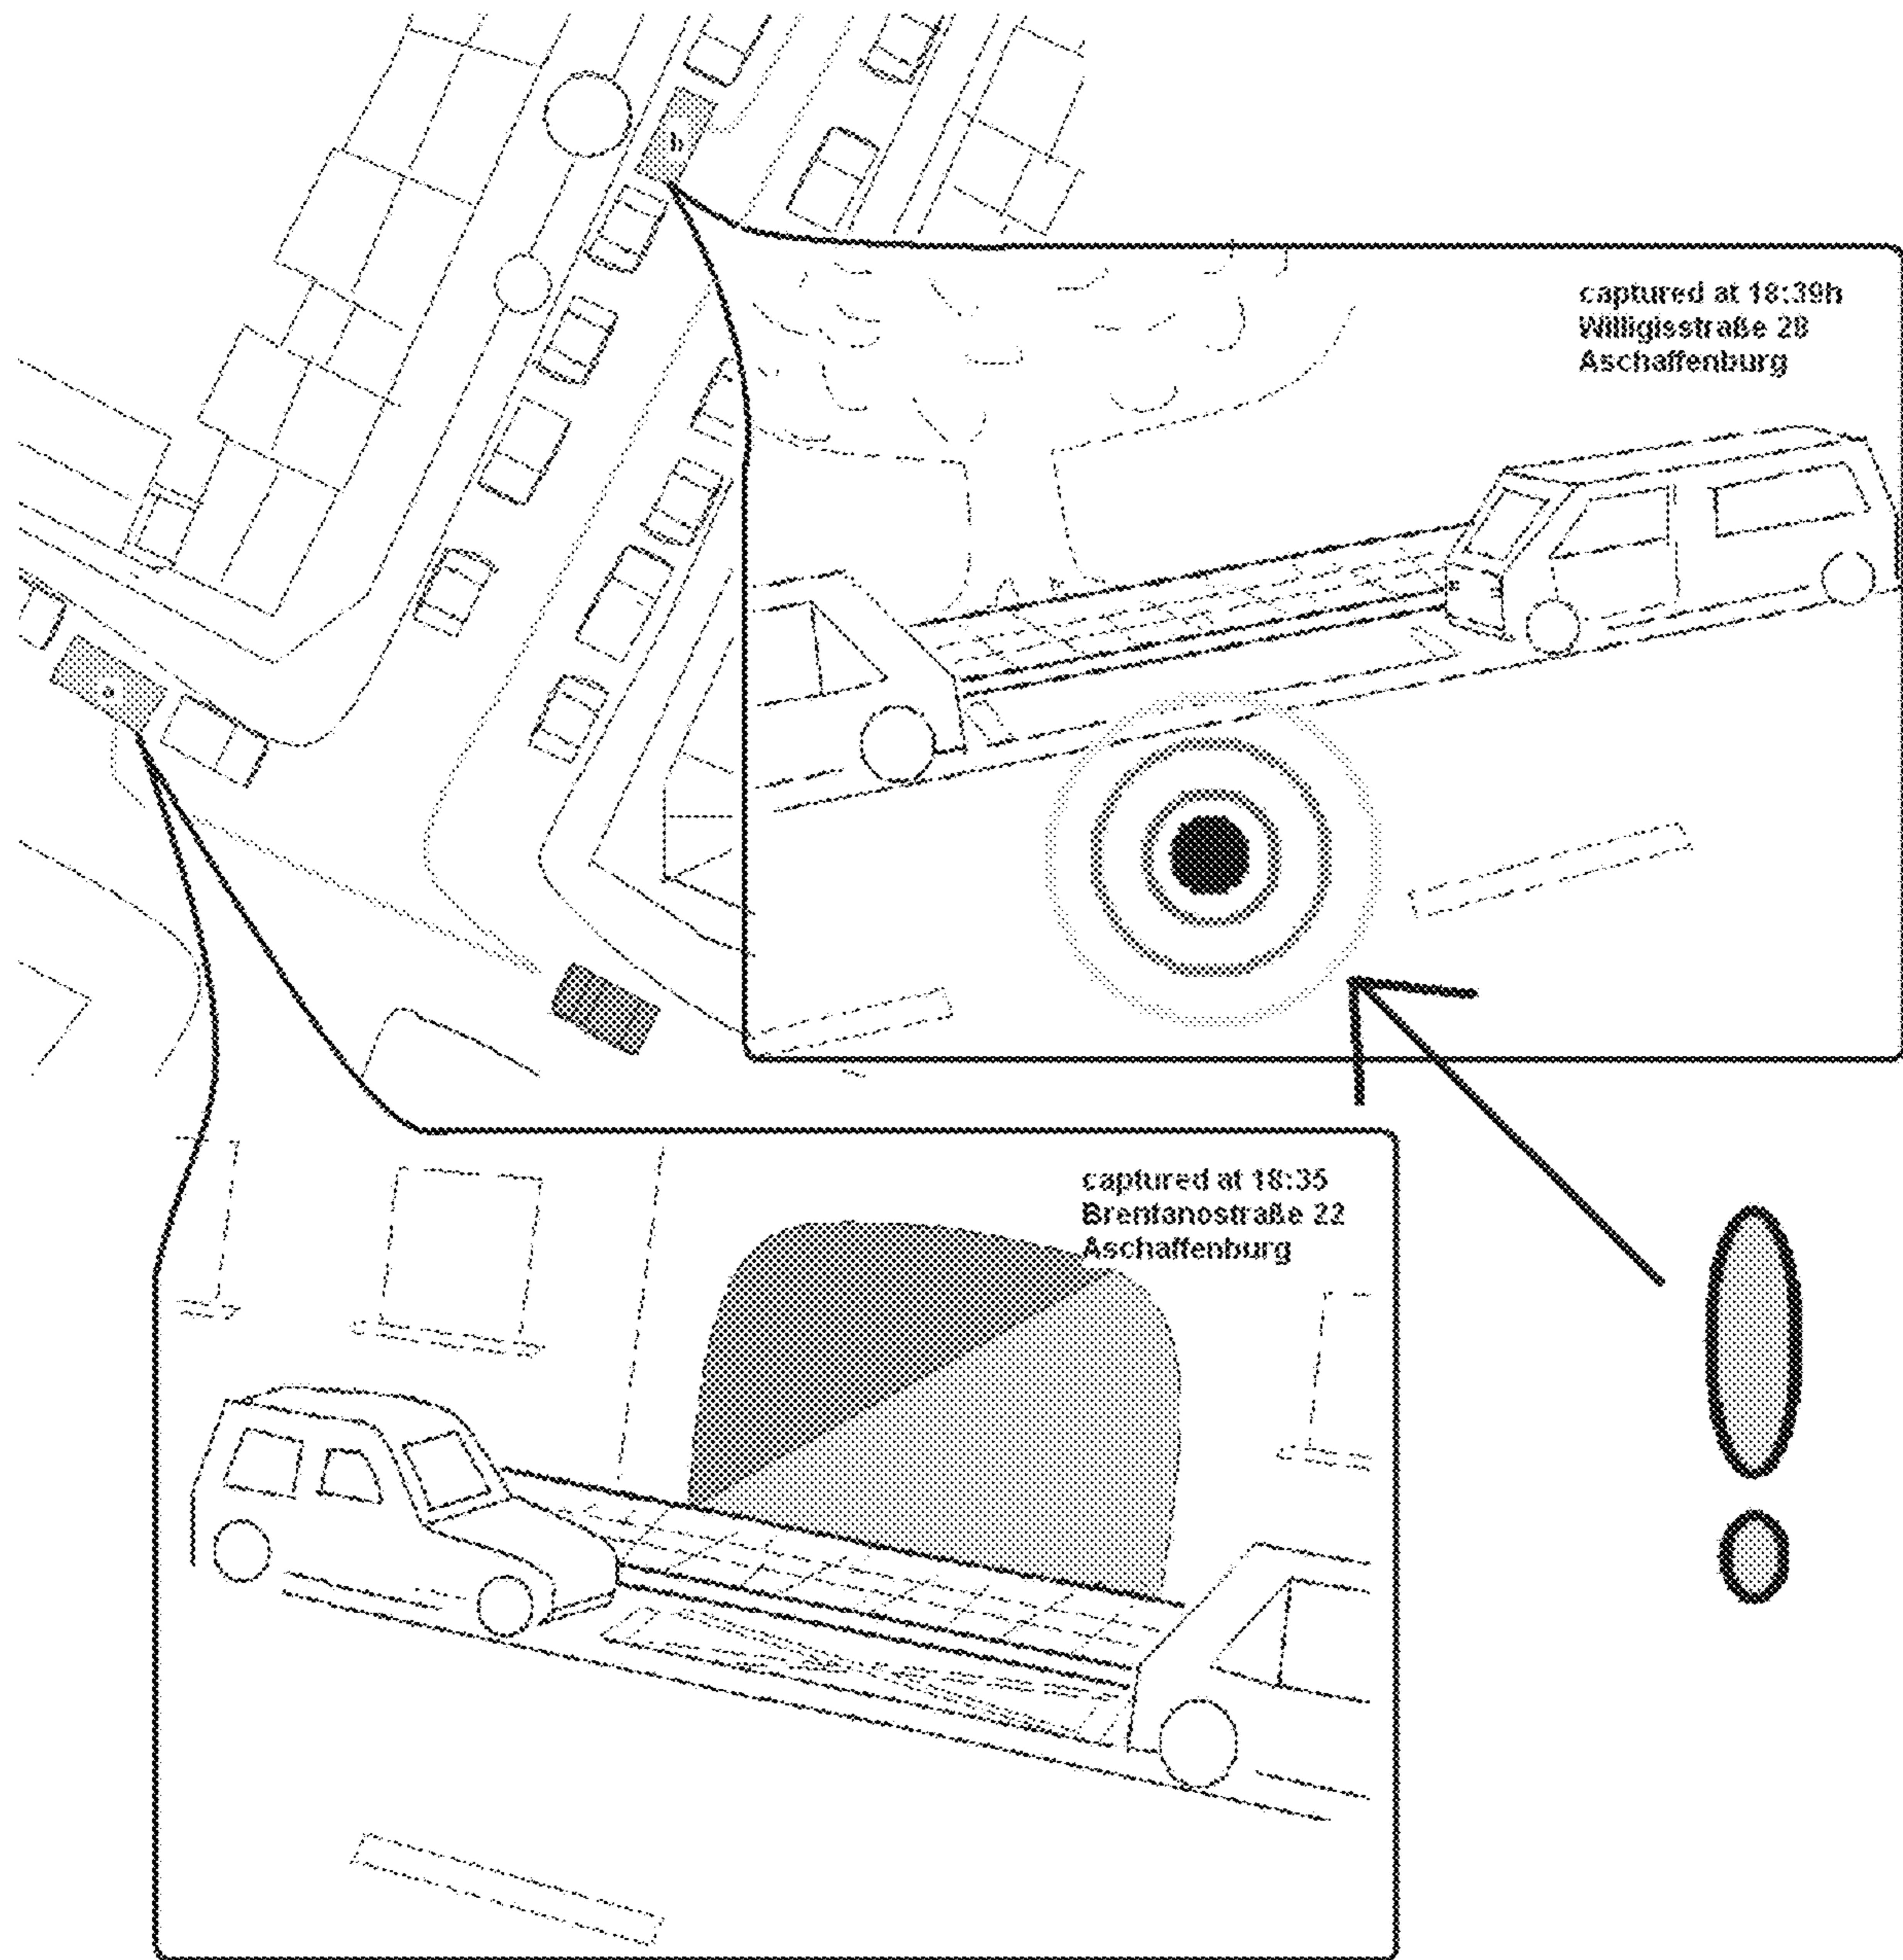 b
captured at 18:39h
Willigisstraße 28
Aschaffenburg
a
captured at 18:35
Brentanostraße 22
Aschaffenburg